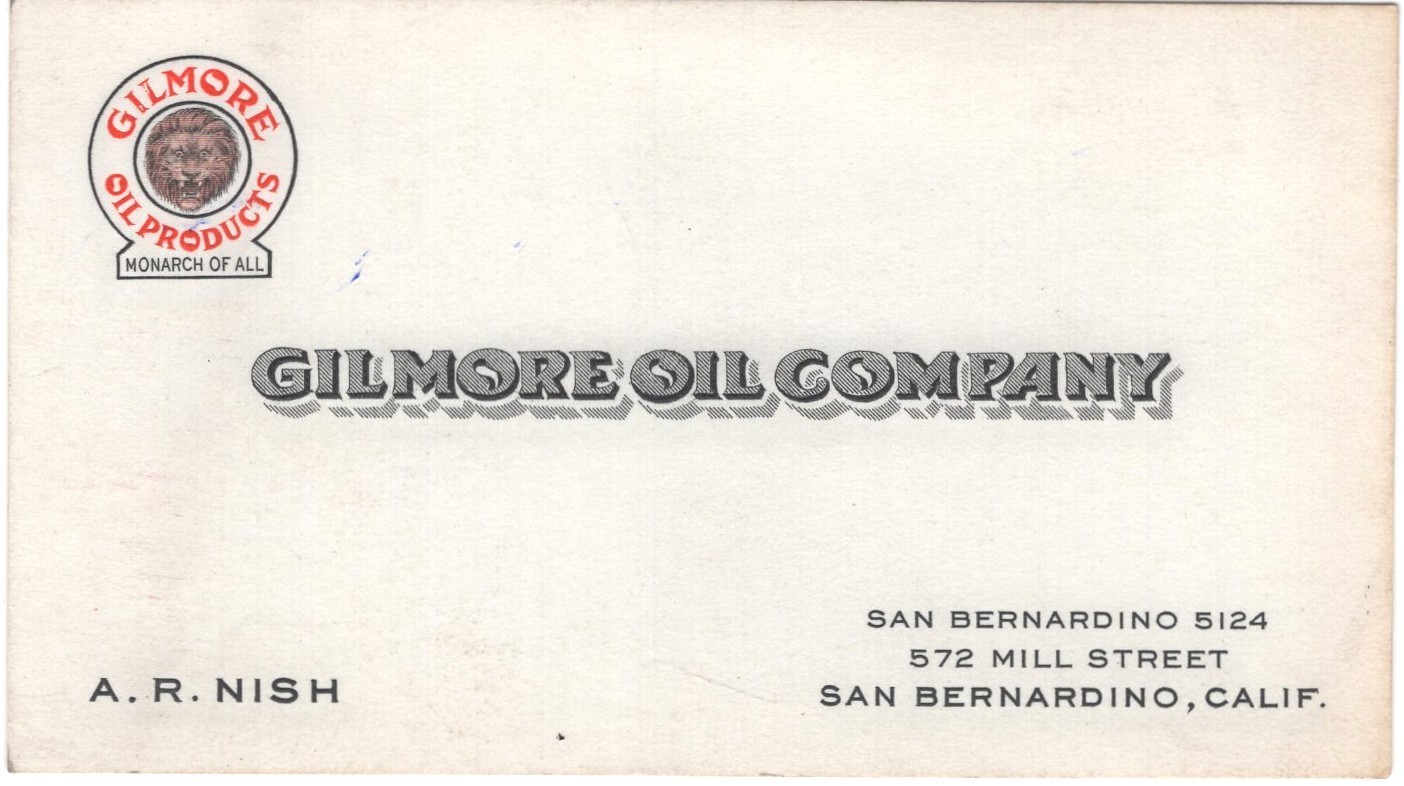 GILMORE
OIL PRODUCTS
MONARCH OF ALL
GILMORE OIL COMPANY
SAN BERNARDINO 5124
572 MILL STREET
A. R. NISH
SAN BERNARDINO, CALIF.